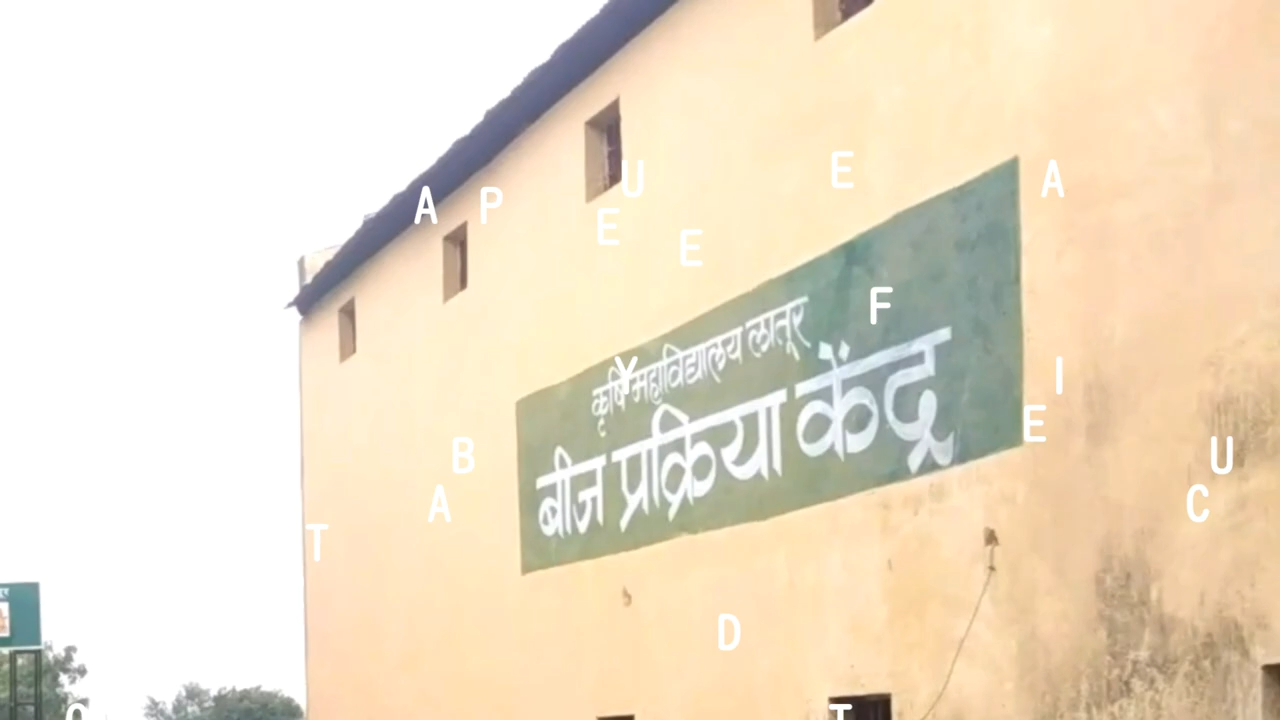 कृषि महाविद्यालय लातूर
बीज प्रक्रिया केंद्र
A P U E A
E E
F
Y
I
B E U
A C
T
D
T